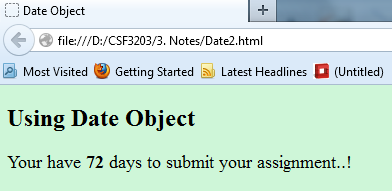 Date Object
file:///D:/CSF3203/3. Notes/Date2.html
Most Visited Getting Started Latest Headlines (Untitled)
Using Date Object
Your have 72 days to submit your assignment..!